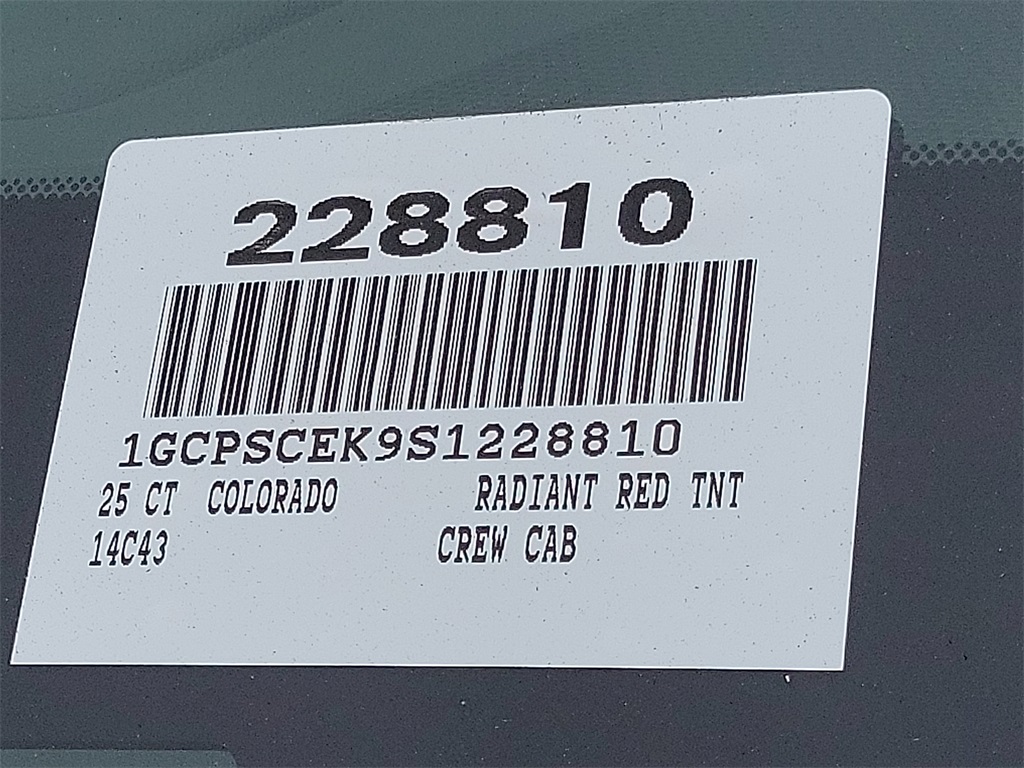 228810
1GCPSCEK9S1228810
25 CT COLORADO RADIANT RED TNT
14C43 CREW CAB